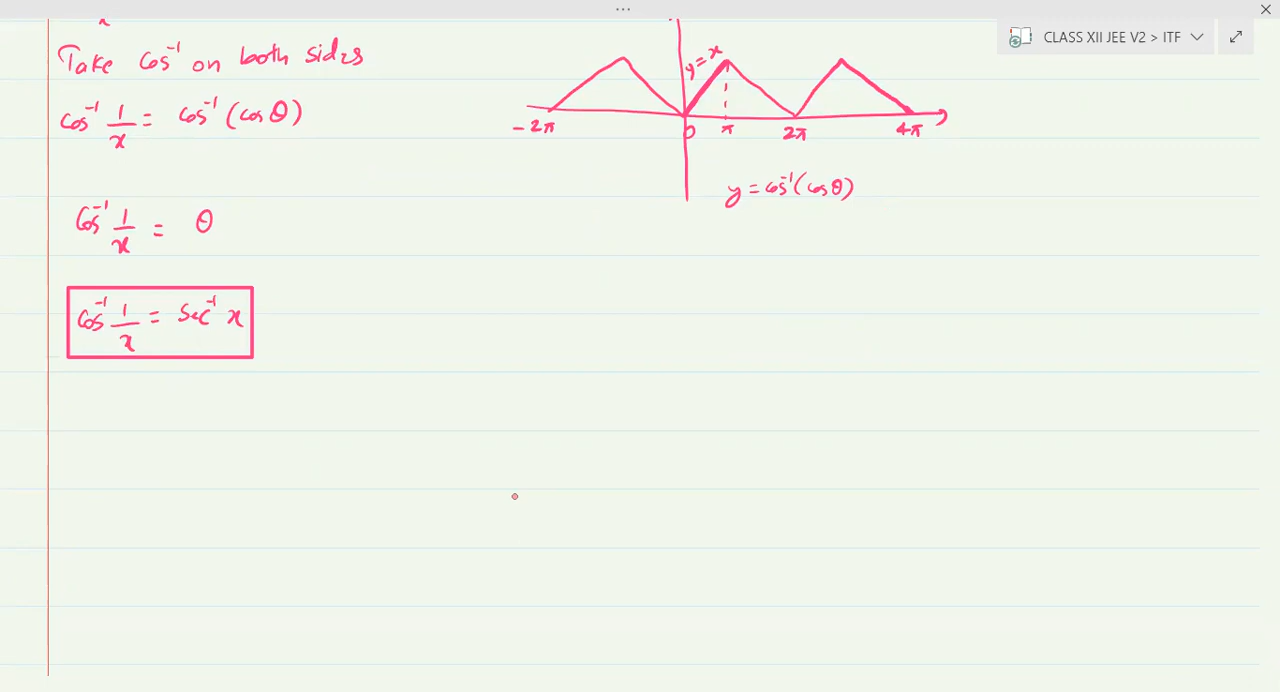 CLASS XII JEE V2 > ITF
x
Take Cos⁻¹ on both sides
Cos⁻¹ 1/x = Cos⁻¹ (Cos θ)
Cos⁻¹ 1/x = θ
Cos⁻¹ 1/x = Sec⁻¹ x
y = x
-2π 0 π 2π 4π
y = Cos⁻¹ (Cos θ)